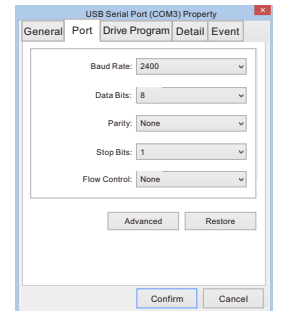 USB Serial Port (COM3) Property
×
General Port Drive Program Detail Event
Baud Rate: 2400
Data Bits: 8
Parity: None
Stop Bits: 1
Flow Control: None
Advanced Restore
Confirm Cancel